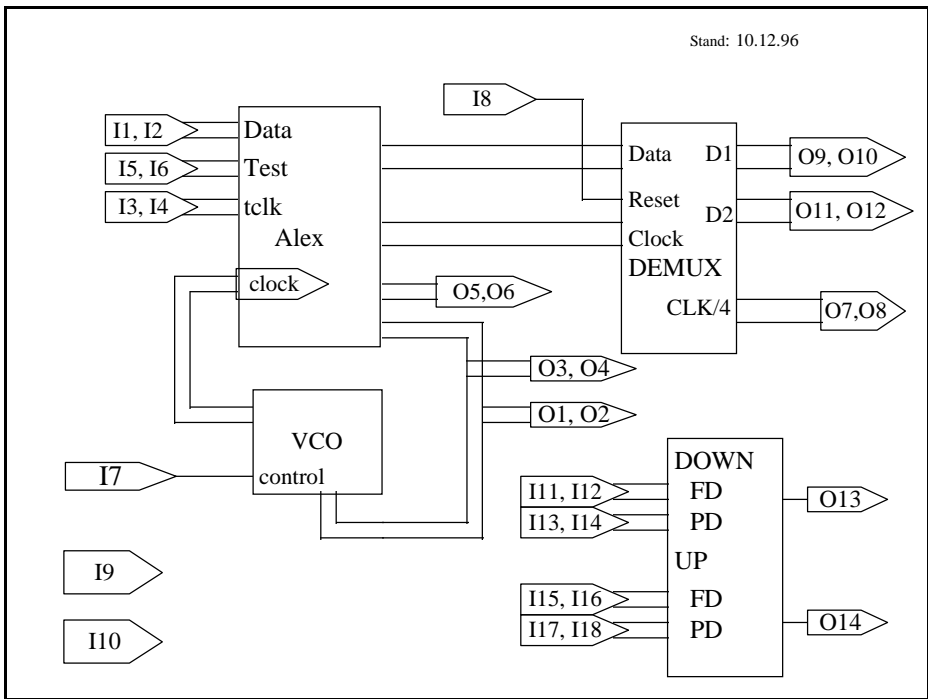 Stand: 10.12.96
I8
I1, I2
Data
I5, I6
Test
I3, I4
tclk
Alex
clock
O5,O6
Data
D1
Reset
D2
Clock
DEMUX
CLK/4
O9, O10
O11, O12
O7,O8
O3, O4
O1, O2
VCO
control
I7
I9
I10
DOWN
I11, I12
FD
O13
I13, I14
PD
UP
I15, I16
FD
I17, I18
PD
O14